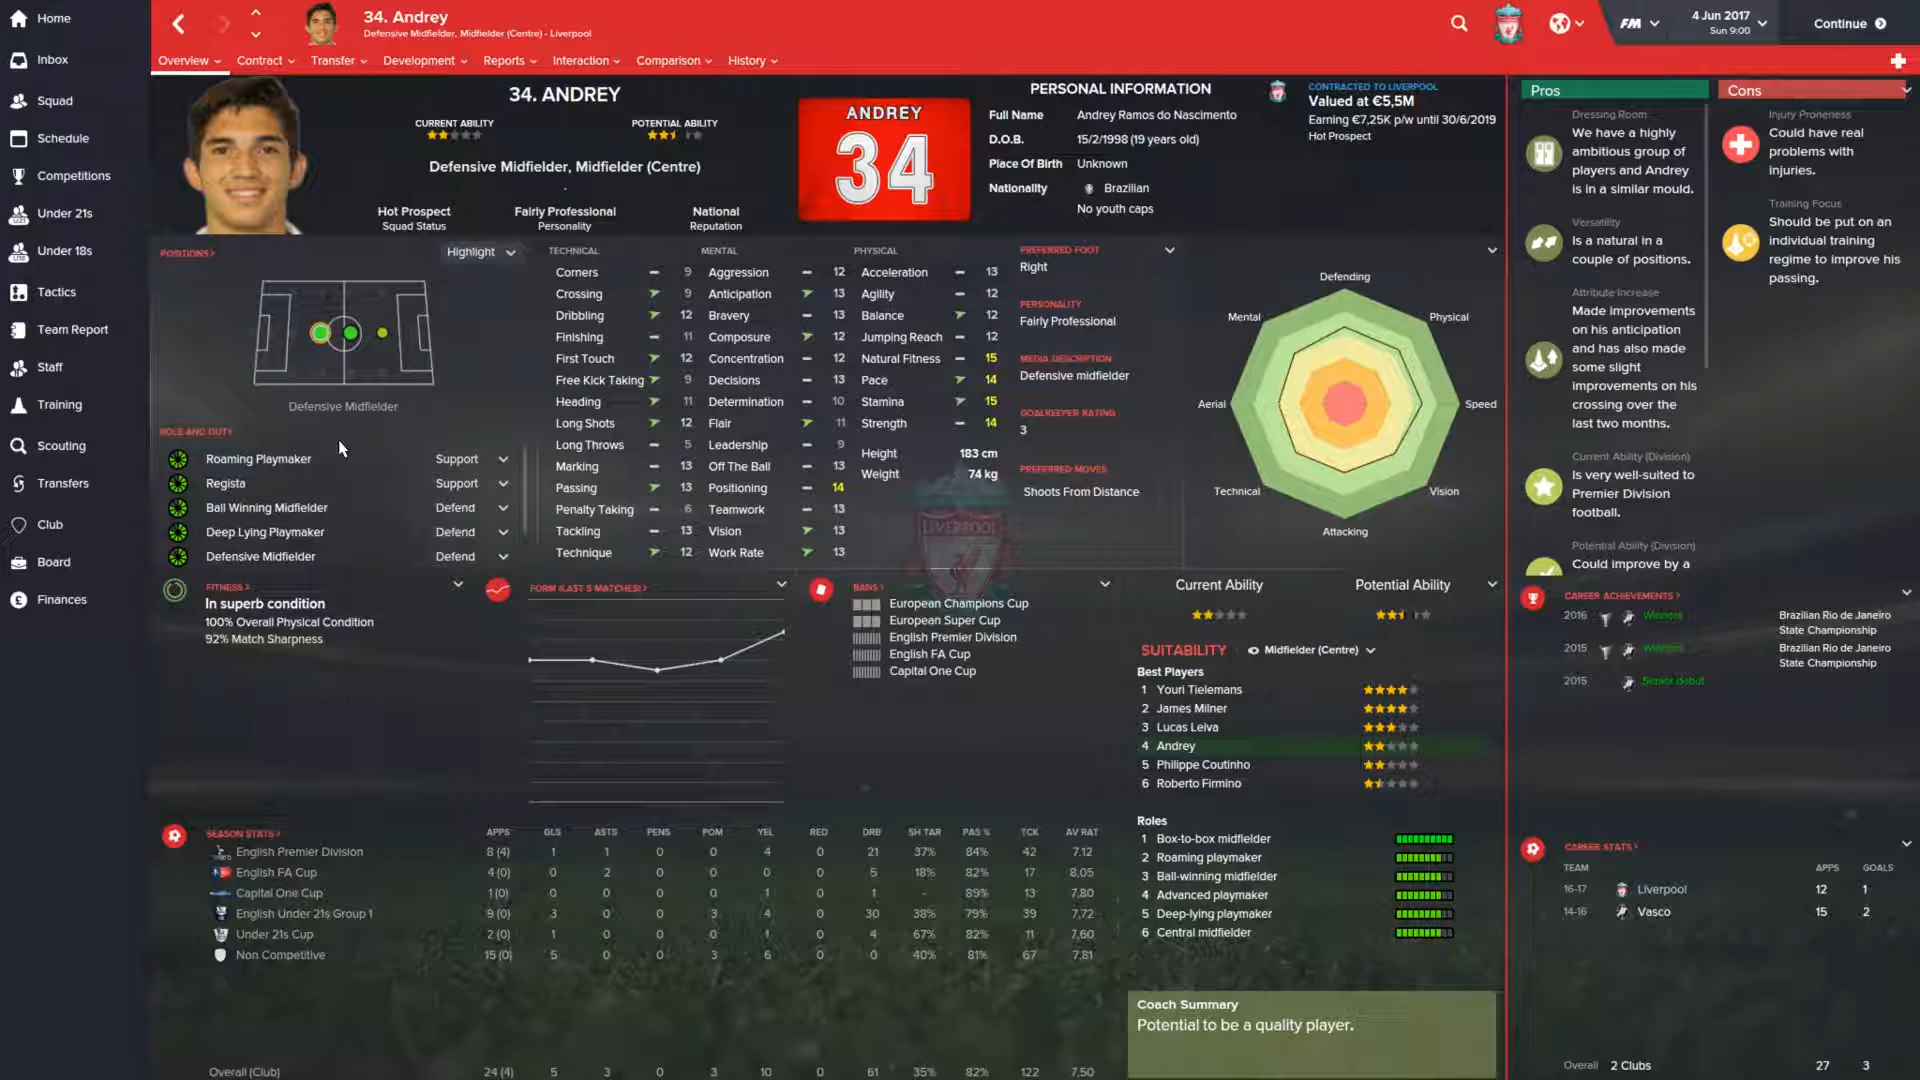 Home
Inbox
Squad
Schedule
Competitions
Under 21s
Under 18s
Tactics
Team Report
Staff
Training
Scouting
Transfers
Club
Board
Finances
34. Andrey
Defensive Midfielder, Midfielder (Centre) - Liverpool
FM
4 Jun 2017
Sun 9:00
Continue
Overview
Contract
Transfer
Development
Reports
Interaction
Comparison
History
34. ANDREY
CURRENT ABILITY
POTENTIAL ABILITY
Defensive Midfielder, Midfielder (Centre)
Hot Prospect
Squad Status
Fairly Professional
Personality
National
Reputation
ANDREY
34
PERSONAL INFORMATION
Full Name Andrey Ramos do Nascimento
D.O.B. 15/2/1998 (19 years old)
Place Of Birth Unknown
Nationality Brazilian
No youth caps
CONTRACTED TO LIVERPOOL
Valued at €5,5M
Earning €7,25K p/w until 30/6/2019
Hot Prospect
POSITIONS >
Highlight
Defensive Midfielder
ROLE AND DUTY
Roaming Playmaker Support
Regista Support
Ball Winning Midfielder Defend
Deep Lying Playmaker Defend
Defensive Midfielder Defend
TECHNICAL
Corners 9
Crossing 9
Dribbling 12
Finishing 11
First Touch 12
Free Kick Taking 9
Heading 11
Long Shots 12
Long Throws 5
Marking 13
Passing 13
Penalty Taking 6
Tackling 13
Technique 12
MENTAL
Aggression 12
Anticipation 13
Bravery 13
Composure 12
Concentration 12
Decisions 13
Determination 10
Flair 11
Leadership 9
Off The Ball 13
Positioning 14
Teamwork 13
Vision 13
Work Rate 13
PHYSICAL
Acceleration 13
Agility 12
Balance 12
Jumping Reach 12
Natural Fitness 15
Pace 14
Stamina 15
Strength 14
Height 183 cm
Weight 74 kg
LIVERPOOL
PREFERRED FOOT
Right
PERSONALITY
Fairly Professional
MEDIA DESCRIPTION
Defensive midfielder
GOALKEEPER RATING
3
PREFERRED MOVES
Shoots From Distance
Defending
Physical
Speed
Vision
Attacking
Technical
Aerial
Mental
FITNESS >
In superb condition
100% Overall Physical Condition
92% Match Sharpness
FORM (LAST 5 MATCHES) >
BANS >
European Champions Cup
European Super Cup
English Premier Division
English FA Cup
Capital One Cup
Current Ability
Potential Ability
SUITABILITY
Midfielder (Centre)
Best Players
1 Youri Tielemans
2 James Milner
3 Lucas Leiva
4 Andrey
5 Philippe Coutinho
6 Roberto Firmino
Roles
1 Box-to-box midfielder
2 Roaming playmaker
3 Ball-winning midfielder
4 Advanced playmaker
5 Deep-lying playmaker
6 Central midfielder
Coach Summary
Potential to be a quality player.
SEASON STATS >
APPS GLS ASTS PENS POM YEL RED DRB SH TAR PAS % TCK AV RAT
English Premier Division 8 (4) 1 1 0 0 4 0 21 37% 84% 42 7.12
English FA Cup 4 (0) 0 2 0 0 0 0 5 18% 82% 17 8,05
Capital One Cup 1 (0) 0 0 0 0 1 0 1 - 89% 13 7,80
English Under 21s Group 1 9 (0) 3 0 0 3 4 0 30 38% 79% 39 7,72
Under 21s Cup 2 (0) 1 0 0 0 1 0 4 67% 82% 11 7,60
Non Competitive 15 (0) 5 0 0 3 6 0 0 40% 81% 67 7,81
Overall (Club) 24 (4) 5 3 0 3 10 0 61 35% 82% 122 7,50
Pros
Dressing Room
We have a highly
ambitious group of
players and Andrey
is in a similar mould.
Versatility
Is a natural in a
couple of positions.
Attribute Increase
Made improvements
on his anticipation
and has also made
some slight
improvements on his
crossing over the
last two months.
Current Ability (Division)
Is very well-suited to
Premier Division
football.
Potential Ability (Division)
Could improve by a
Cons
Injury Proneness
Could have real
problems with
injuries.
Training Focus
Should be put on an
individual training
regime to improve his
passing.
CAREER ACHIEVEMENTS >
2016 Winners Brazilian Rio de Janeiro
State Championship
2015 Winners Brazilian Rio de Janeiro
State Championship
2015 Senior debut
CAREER STATS >
TEAM APPS GOALS
16-17 Liverpool 12 1
14-16 Vasco 15 2
Overall 2 Clubs 27 3